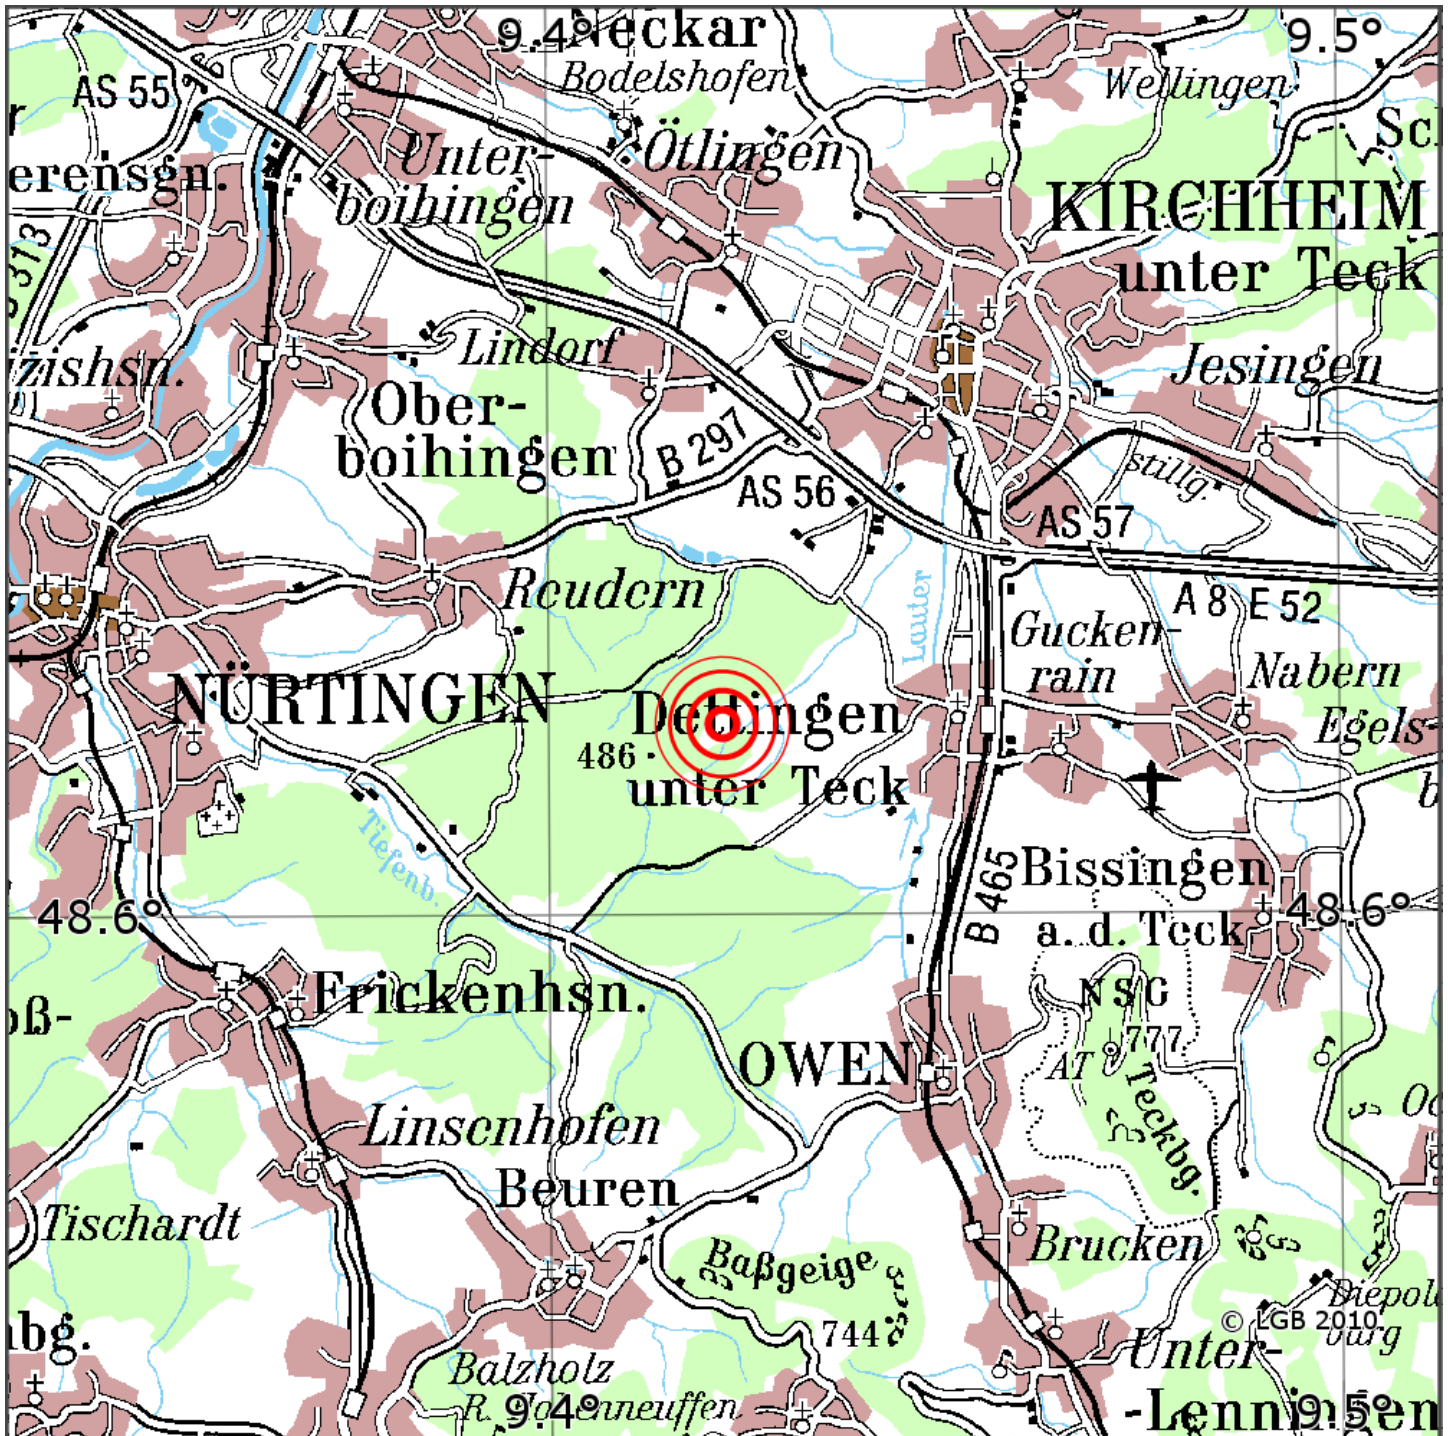 9.4°
Neckar
9.5°
Bodelshofen
Wellingen
AS 55
Ötlingen
Unter-
boihingen
erensgn.
KIRCHHEIM
unter Teck
B 313
Lindorf
zishsn.
Jesingen
Ober-
boihingen
B 297
stillg.
AS 56
AS 57
Reudern
Lauter
A 8
E 52
Gucken-
rain
Nabern
NÜRTINGEN
Dettingen
unter Teck
486
Egels-
Tiefenb.
B 465
Bissingen
a. d. Teck
48.6°
48.6°
NSG
Frickenhsn.
777
AT
OWEN
Teckbg.
Linsenhofen
Beuren
Tischardt
Baßgeige
Brucken
744
© LGB 2010
Unter-
-Lenningen
Balzholz
R. Hohenneuffen
9.4°
9.5°